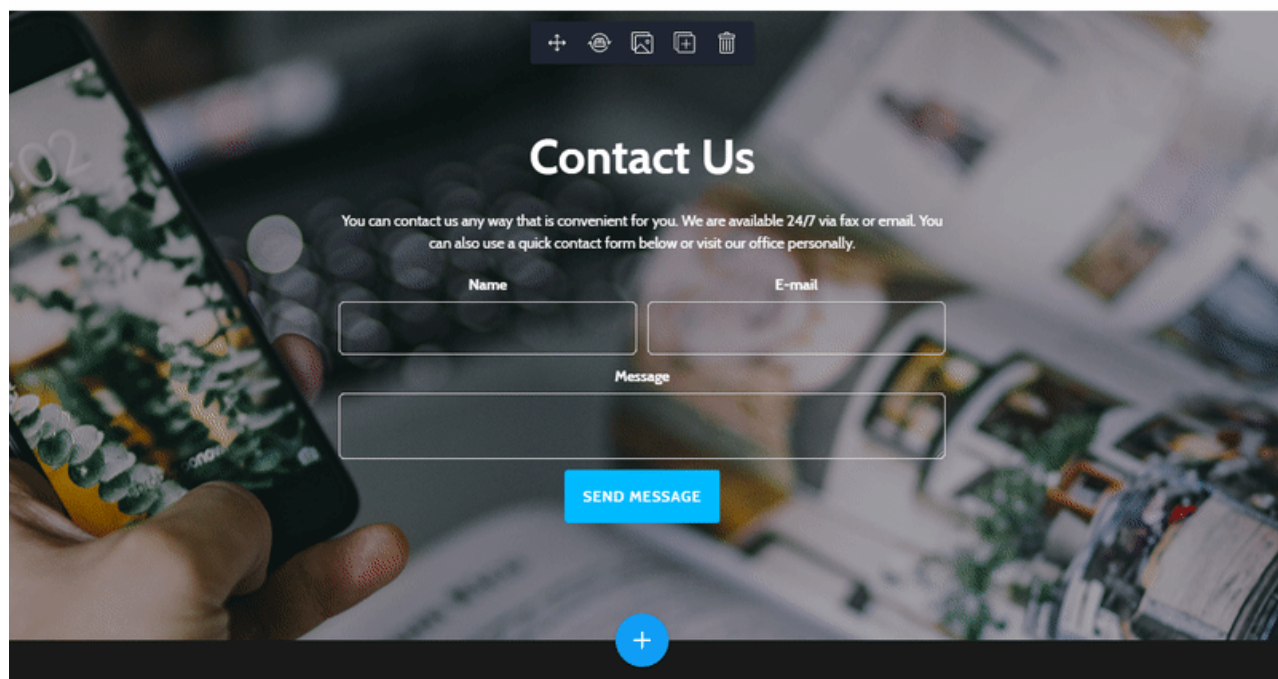 Contact Us
You can contact us any way that is convenient for you. We are available 24/7 via fax or email. You
can also use a quick contact form below or visit our office personally.
Name
E-mail
Message
SEND MESSAGE